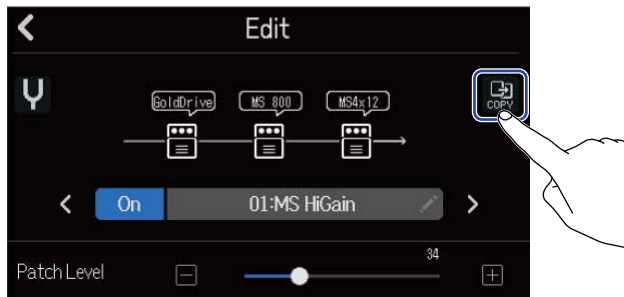 Edit
GoldDrive MS 800 MS4x12
COPY
On 01:MS HiGain
34
Patch Level